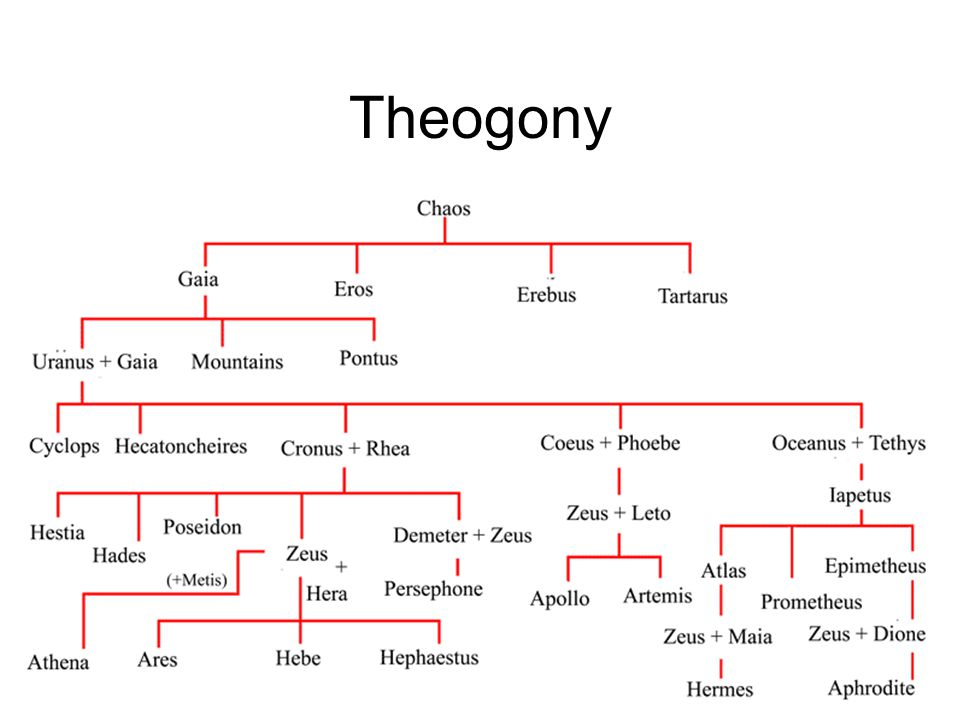 Theogony
Chaos
Gaia Eros Erebus Tartarus
Uranus + Gaia Mountains Pontus
Cyclops Hecatoncheires Cronus + Rhea Coeus + Phoebe Oceanus + Tethys
Iapetus
Hestia Hades Poseidon Zeus + Hera Demeter + Zeus Zeus + Leto
(+Metis) Persephone Apollo Artemis Atlas Prometheus Epimetheus
Zeus + Maia Zeus + Dione
Athena Ares Hebe Hephaestus Hermes Aphrodite